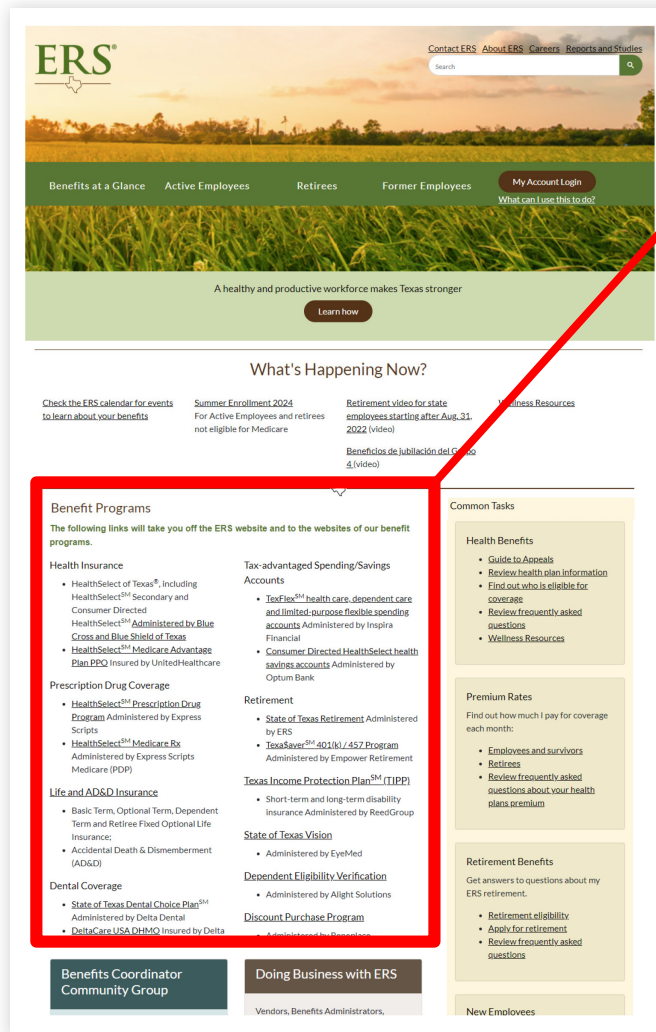 ERS®
Contact ERS About ERS Careers Reports and Studies
Search
Benefits at a Glance Active Employees Retirees Former Employees My Account Login
What can I use this to do?
A healthy and productive workforce makes Texas stronger
Learn how
What's Happening Now?
Check the ERS calendar for events
to learn about your benefits
Summer Enrollment 2024
For Active Employees and retirees
not eligible for Medicare
Retirement video for state
employees starting after Aug. 31,
2022 (video)
Beneficios de jubilación del Grupo
4 (video)
Wellness Resources
Benefit Programs
The following links will take you off the ERS website and to the websites of our benefit
programs.
Health Insurance
• HealthSelect of Texas®, including
HealthSelect℠ Secondary and
Consumer Directed
HealthSelect℠ Administered by Blue
Cross and Blue Shield of Texas
• HealthSelect℠ Medicare Advantage
Plan PPO Insured by UnitedHealthcare
Prescription Drug Coverage
• HealthSelect℠ Prescription Drug
Program Administered by Express
Scripts
• HealthSelect℠ Medicare Rx
Administered by Express Scripts
Medicare (PDP)
Life and AD&D Insurance
• Basic Term, Optional Term, Dependent
Term and Retiree Fixed Optional Life
Insurance;
• Accidental Death & Dismemberment
(AD&D)
Dental Coverage
• State of Texas Dental Choice Plan℠
Administered by Delta Dental
• DeltaCare USA DHMO Insured by Delta
Tax-advantaged Spending/Savings
Accounts
• TexFlex℠ health care, dependent care
and limited-purpose flexible spending
accounts Administered by Inspira
Financial
• Consumer Directed HealthSelect health
savings accounts Administered by
Optum Bank
Retirement
• State of Texas Retirement Administered
by ERS
• Texa$aver℠ 401(k) / 457 Program
Administered by Empower Retirement
Texas Income Protection Plan℠ (TIPP)
• Short-term and long-term disability
insurance Administered by ReedGroup
State of Texas Vision
• Administered by EyeMed
Dependent Eligibility Verification
• Administered by Alight Solutions
Discount Purchase Program
• Administered by Beneplace
Common Tasks
Health Benefits
• Guide to Appeals
• Review health plan information
• Find out who is eligible for
coverage
• Review frequently asked
questions
• Wellness Resources
Premium Rates
Find out how much I pay for coverage
each month:
• Employees and survivors
• Retirees
• Review frequently asked
questions about your health
plans premium
Retirement Benefits
Get answers to questions about my
ERS retirement.
• Retirement eligibility
• Apply for retirement
• Review frequently asked
questions
New Employees
Benefits Coordinator
Community Group
Doing Business with ERS
Vendors, Benefits Administrators,